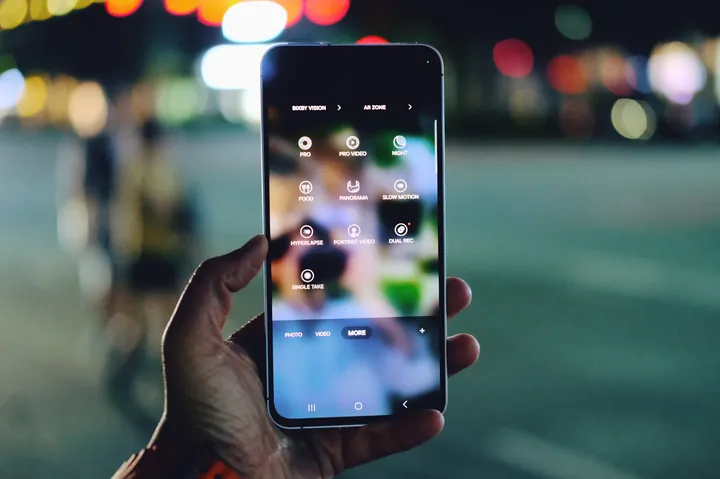 BIXBY VISION > AR ZONE >
PRO PRO VIDEO NIGHT
FOOD PANORAMA SLOW MOTION
HYPERLAPSE PORTRAIT VIDEO DUAL REC
SINGLE TAKE
PHOTO VIDEO MORE +